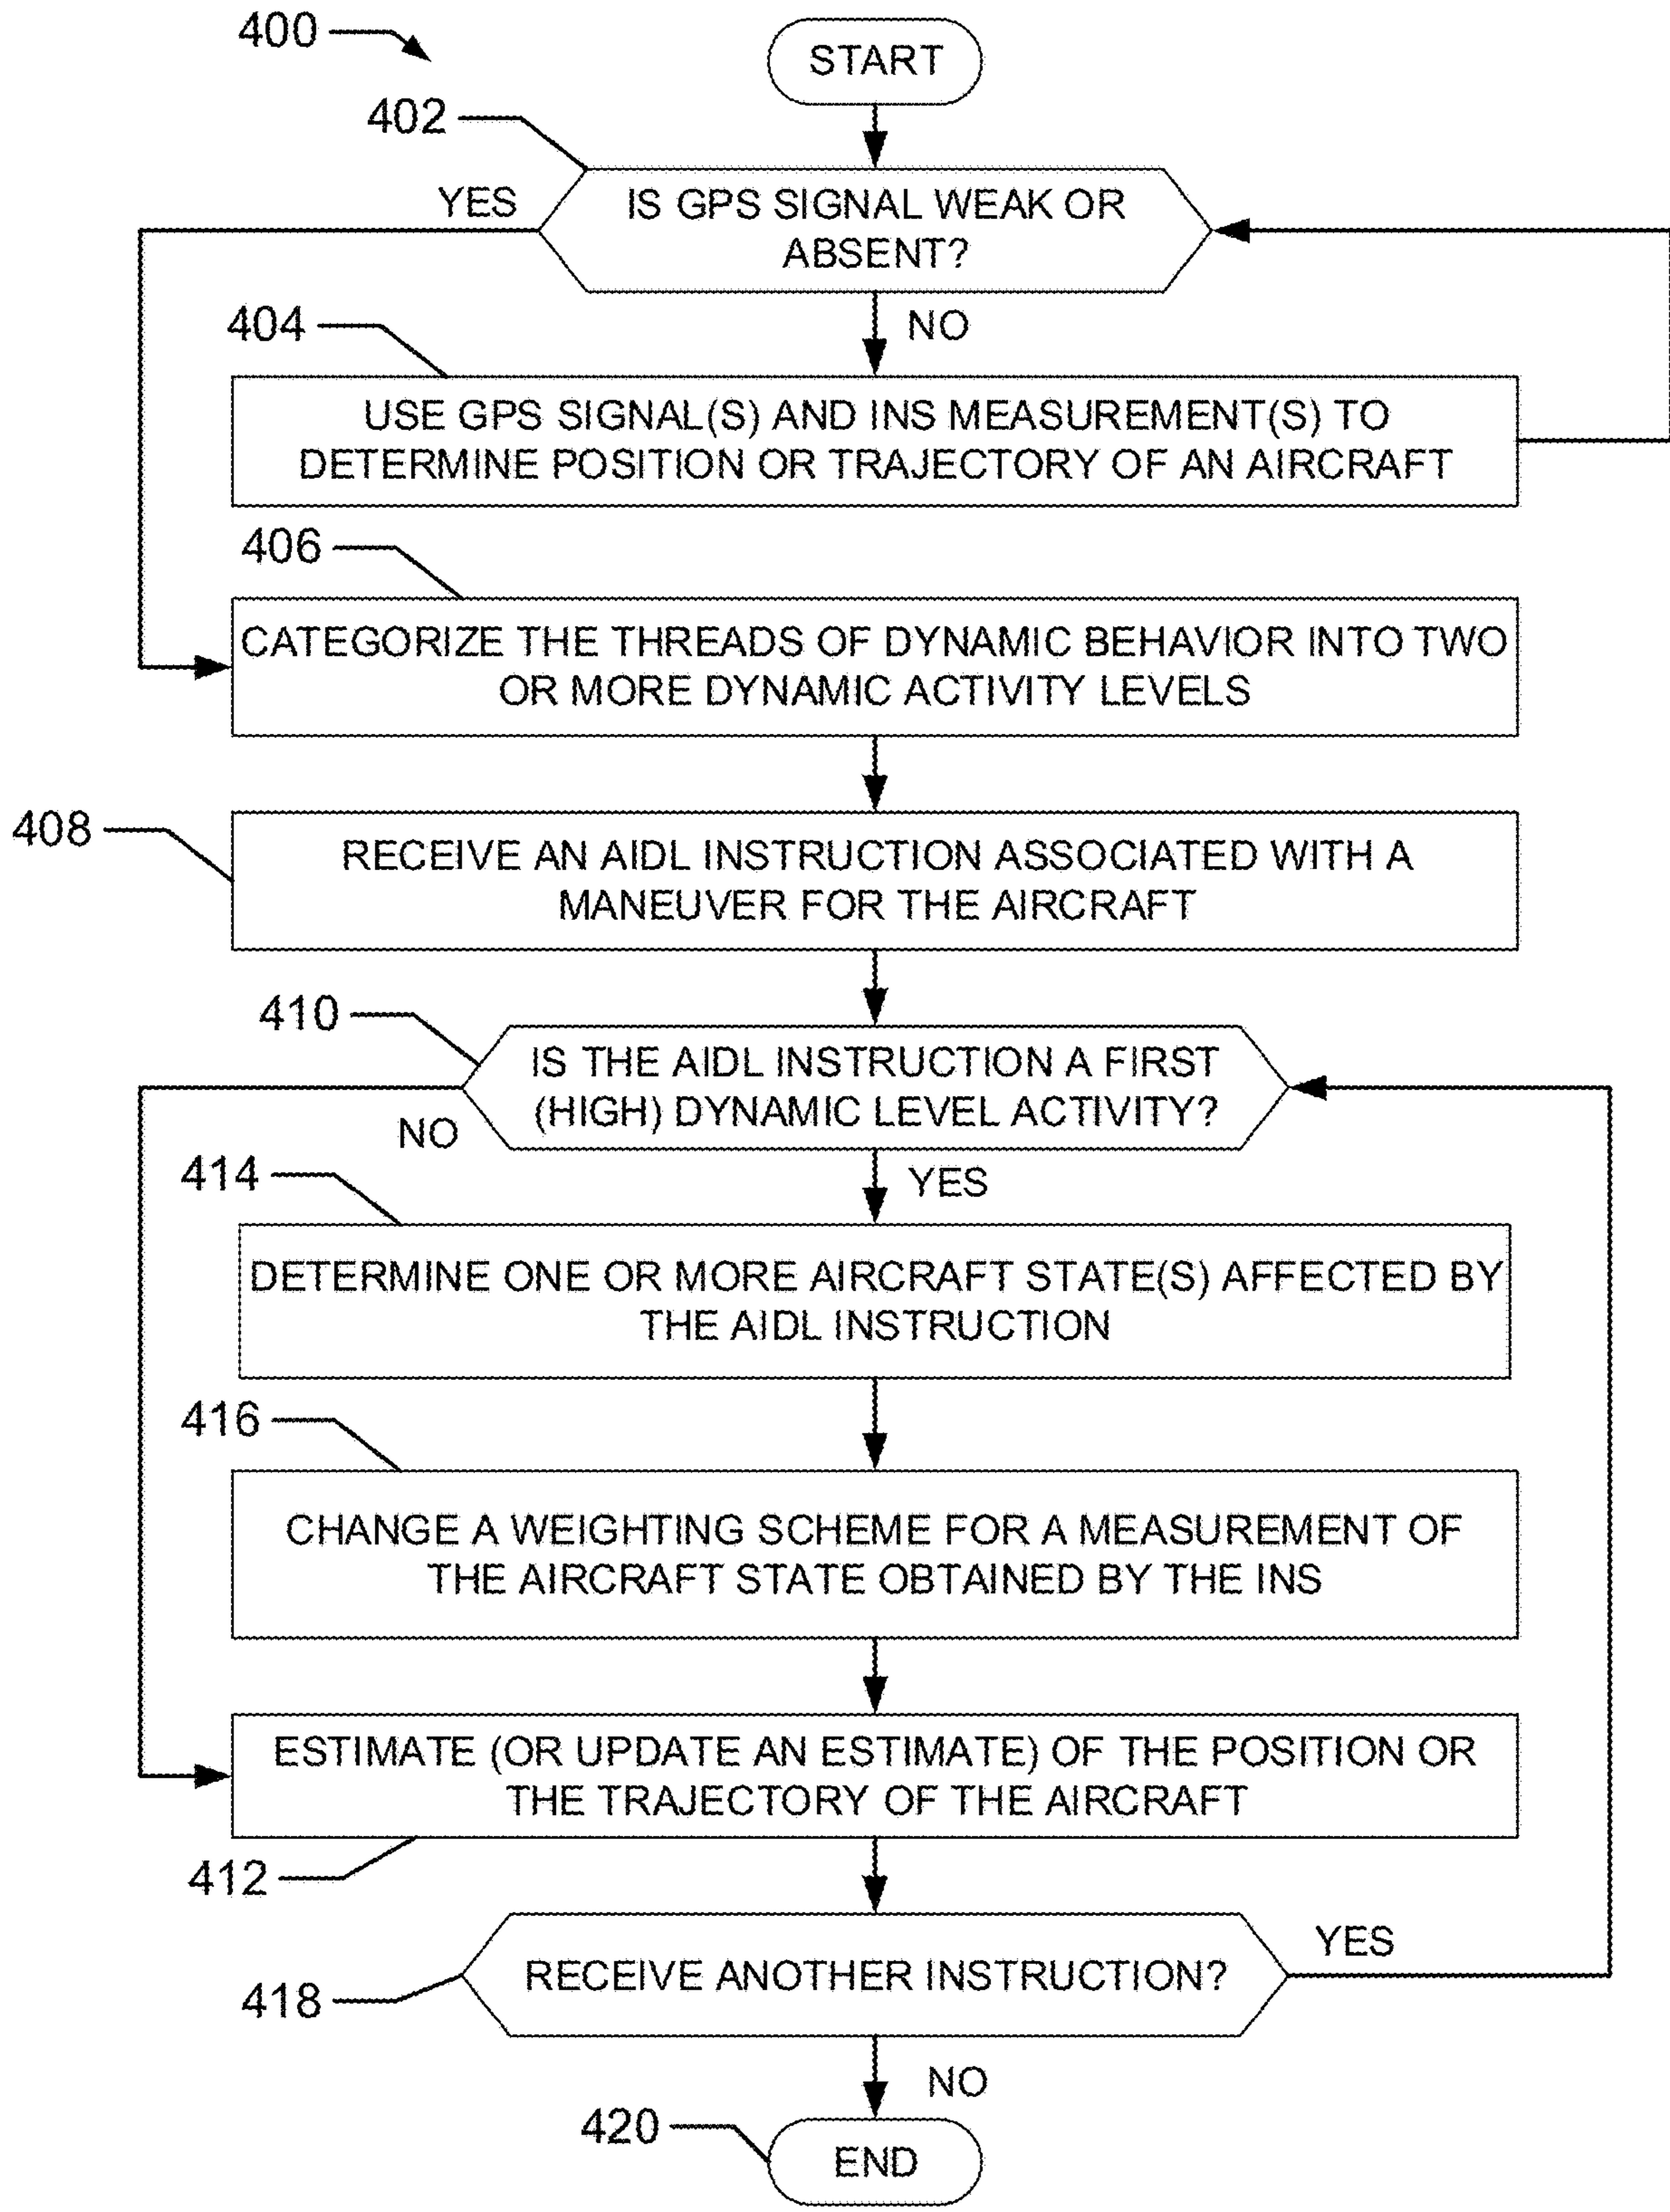 400
START
402
YES
IS GPS SIGNAL WEAK OR
ABSENT?
404
NO
USE GPS SIGNAL(S) AND INS MEASUREMENT(S) TO
DETERMINE POSITION OR TRAJECTORY OF AN AIRCRAFT
406
CATEGORIZE THE THREADS OF DYNAMIC BEHAVIOR INTO TWO
OR MORE DYNAMIC ACTIVITY LEVELS
408
RECEIVE AN AIDL INSTRUCTION ASSOCIATED WITH A
MANEUVER FOR THE AIRCRAFT
410
IS THE AIDL INSTRUCTION A FIRST
(HIGH) DYNAMIC LEVEL ACTIVITY?
NO
414
YES
DETERMINE ONE OR MORE AIRCRAFT STATE(S) AFFECTED BY
THE AIDL INSTRUCTION
416
CHANGE A WEIGHTING SCHEME FOR A MEASUREMENT OF
THE AIRCRAFT STATE OBTAINED BY THE INS
ESTIMATE (OR UPDATE AN ESTIMATE) OF THE POSITION OR
THE TRAJECTORY OF THE AIRCRAFT
412
YES
RECEIVE ANOTHER INSTRUCTION?
418
NO
420
END